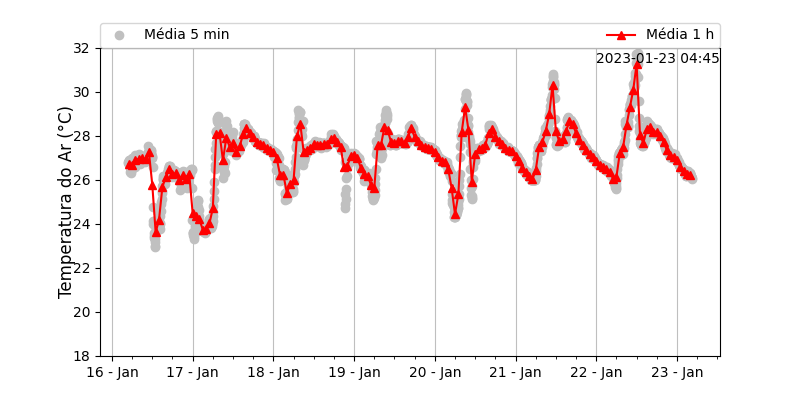 Média 5 min
Média 1 h
2023-01-23 04:45
Temperatura do Ar (°C)
32
30
28
26
24
22
20
18
16 - Jan
17 - Jan
18 - Jan
19 - Jan
20 - Jan
21 - Jan
22 - Jan
23 - Jan